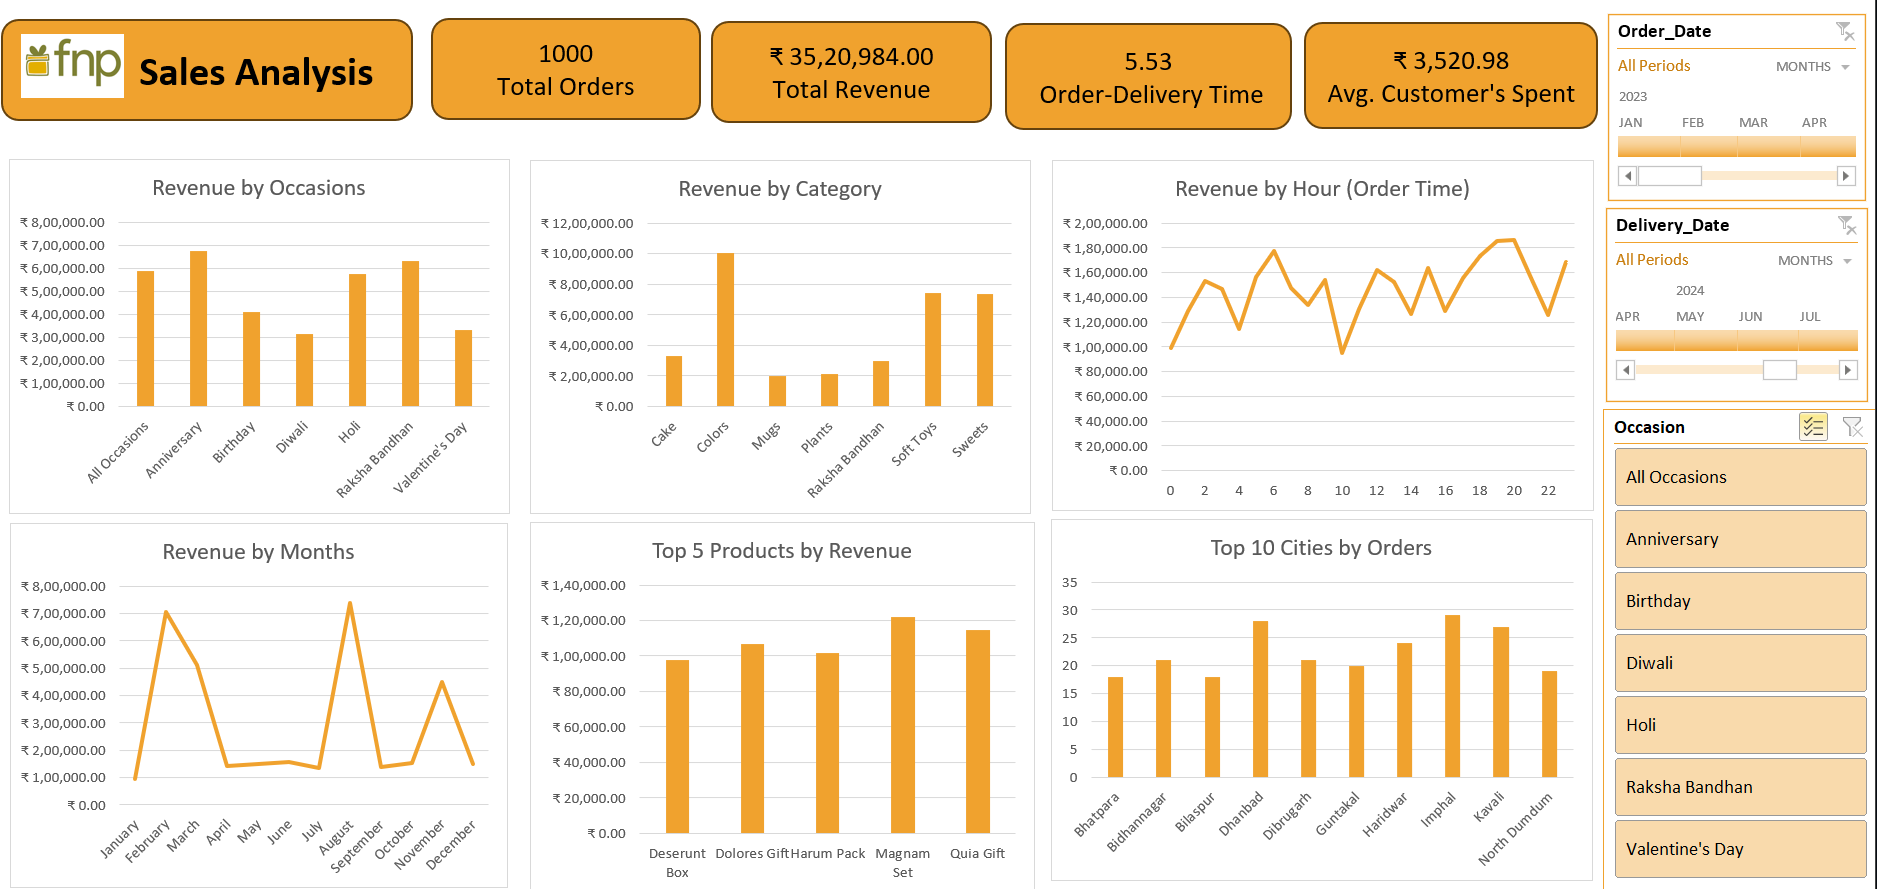 fnp
Sales Analysis
1000
Total Orders
₹ 35,20,984.00
Total Revenue
5.53
Order-Delivery Time
₹ 3,520.98
Avg. Customer's Spent
Order_Date
All Periods
MONTHS
2023
JAN FEB MAR APR
Delivery_Date
All Periods
MONTHS
2024
APR MAY JUN JUL
Occasion
All Occasions
Anniversary
Birthday
Diwali
Holi
Raksha Bandhan
Valentine's Day
Revenue by Occasions
₹ 8,00,000.00
₹ 7,00,000.00
₹ 6,00,000.00
₹ 5,00,000.00
₹ 4,00,000.00
₹ 3,00,000.00
₹ 2,00,000.00
₹ 1,00,000.00
₹ 0.00
All Occasions
Anniversary
Birthday
Diwali
Holi
Raksha Bandhan
Valentine's Day
Revenue by Category
₹ 12,00,000.00
₹ 10,00,000.00
₹ 8,00,000.00
₹ 6,00,000.00
₹ 4,00,000.00
₹ 2,00,000.00
₹ 0.00
Cake
Colors
Mugs
Plants
Raksha Bandhan
Soft Toys
Sweets
Revenue by Hour (Order Time)
₹ 2,00,000.00
₹ 1,80,000.00
₹ 1,60,000.00
₹ 1,40,000.00
₹ 1,20,000.00
₹ 1,00,000.00
₹ 80,000.00
₹ 60,000.00
₹ 40,000.00
₹ 20,000.00
₹ 0.00
0 2 4 6 8 10 12 14 16 18 20 22
Revenue by Months
₹ 8,00,000.00
₹ 7,00,000.00
₹ 6,00,000.00
₹ 5,00,000.00
₹ 4,00,000.00
₹ 3,00,000.00
₹ 2,00,000.00
₹ 1,00,000.00
₹ 0.00
January
February
March
April
May
June
July
August
September
October
November
December
Top 5 Products by Revenue
₹ 1,40,000.00
₹ 1,20,000.00
₹ 1,00,000.00
₹ 80,000.00
₹ 60,000.00
₹ 40,000.00
₹ 20,000.00
₹ 0.00
Deserunt
Box
Dolores Gift
Harum Pack
Magnam
Set
Quia Gift
Top 10 Cities by Orders
35
30
25
20
15
10
5
0
Bhatpara
Bidhannagar
Bilaspur
Dhanbad
Dibrugarh
Guntakal
Haridwar
Imphal
Kavali
North Dumdum